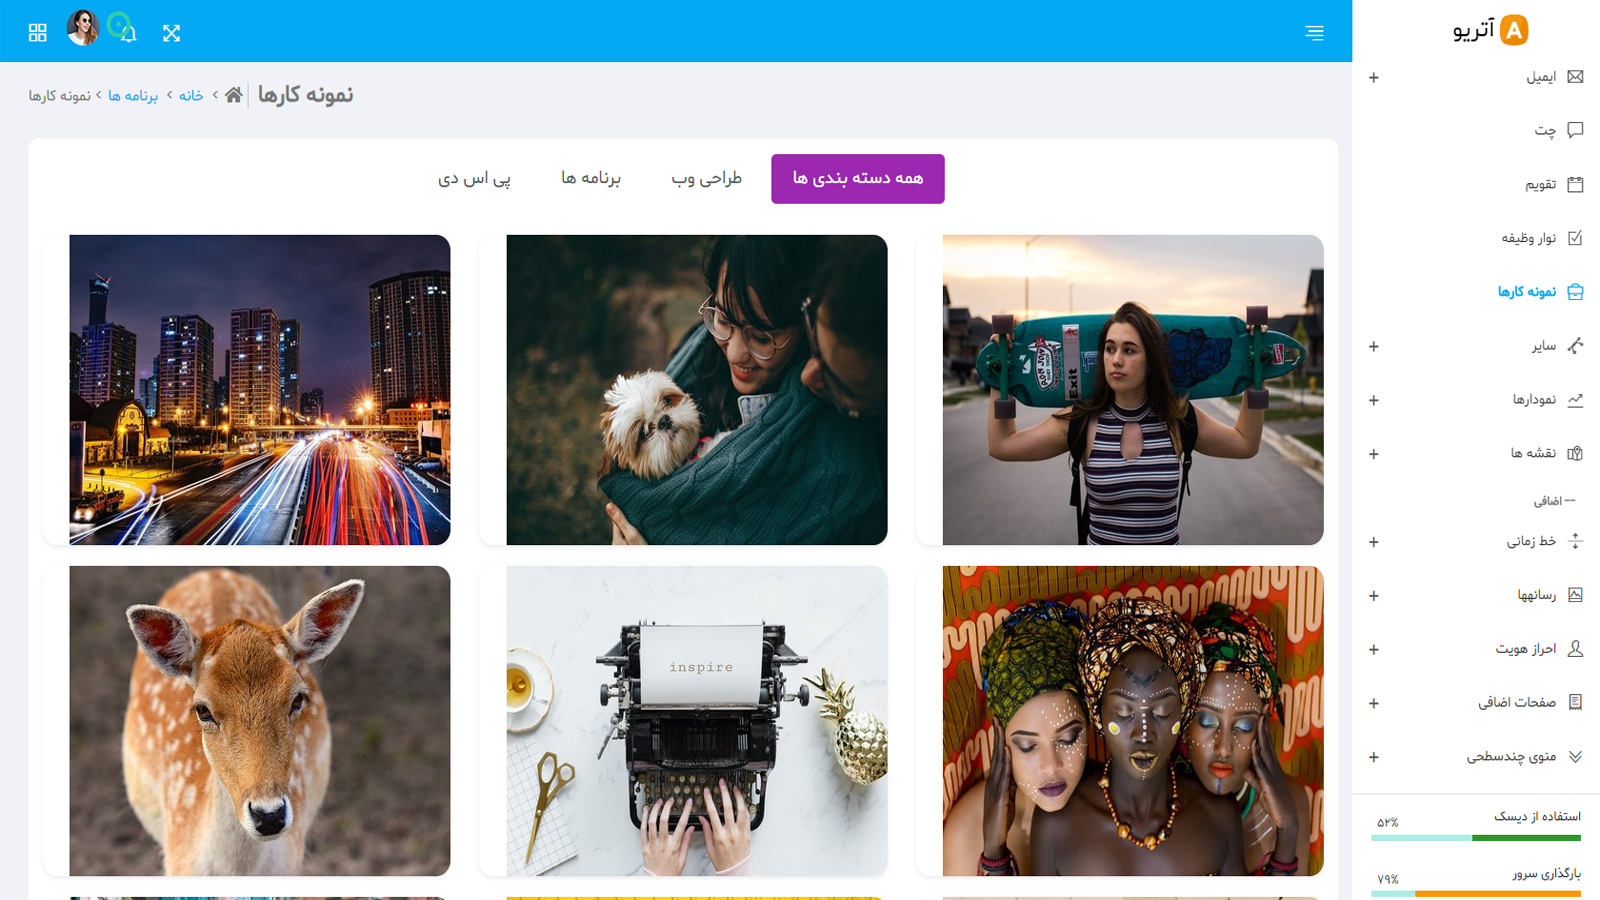 A آتریو
ایمیل
چت
تقویم
نوار وظیفه
نمونه کارها
سایر
نمودارها
نقشه ها
-- اضافی
خط زمانی
رسانهها
احراز هویت
صفحات اضافی
منوی چندسطحی
استفاده از دیسک ۵۲%
بارگذاری سرور ۷۹%
نمونه کارها
خانه > برنامه ها > نمونه کارها
همه دسته بندی ها
طراحی وب
برنامه ها
پی اس دی
Exit
inspire